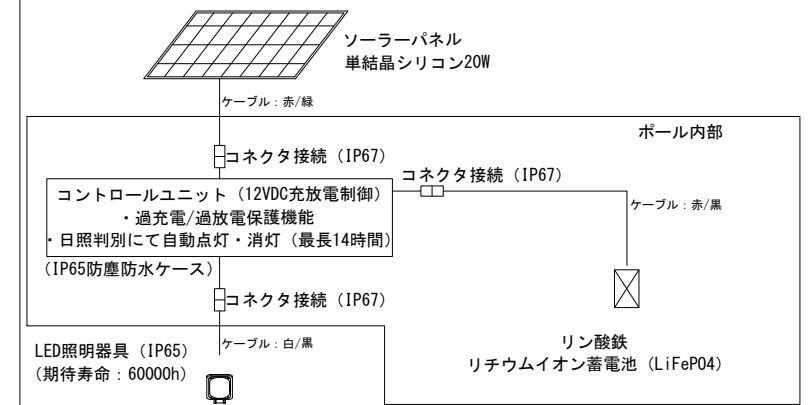 ソーラーパネル
単結晶シリコン20W
ケーブル：赤/緑
ポール内部
コネクタ接続（IP67）
コネクタ接続（IP67）
コントロールユニット（12VDC充放電制御）
・過充電/過放電保護機能
・日照判別にて自動点灯・消灯（最長14時間）
ケーブル：赤/黒
（IP65防塵防水ケース）
コネクタ接続（IP67）
ケーブル：白/黒
LED照明器具（IP65）
（期待寿命：60000h）
リン酸鉄
リチウムイオン蓄電池（LiFePO4）